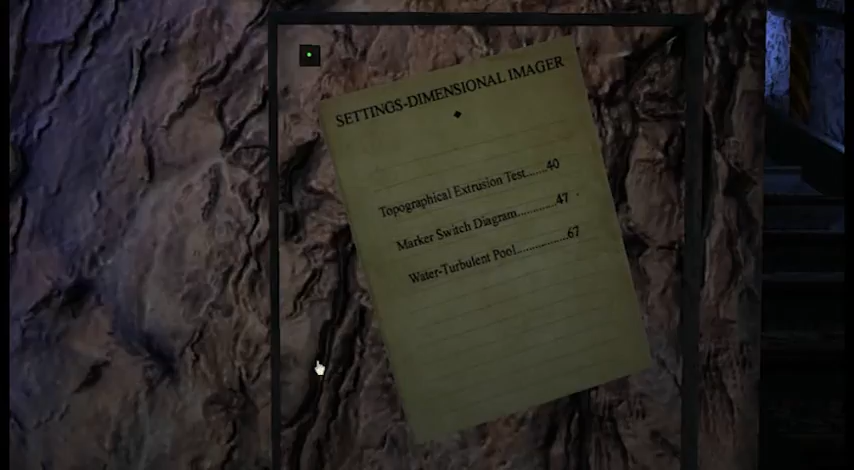 SETTINGS-DIMENSIONAL IMAGER
Topographical Extrusion Test.......40
Marker Switch Diagram............47
Water-Turbulent Pool................67